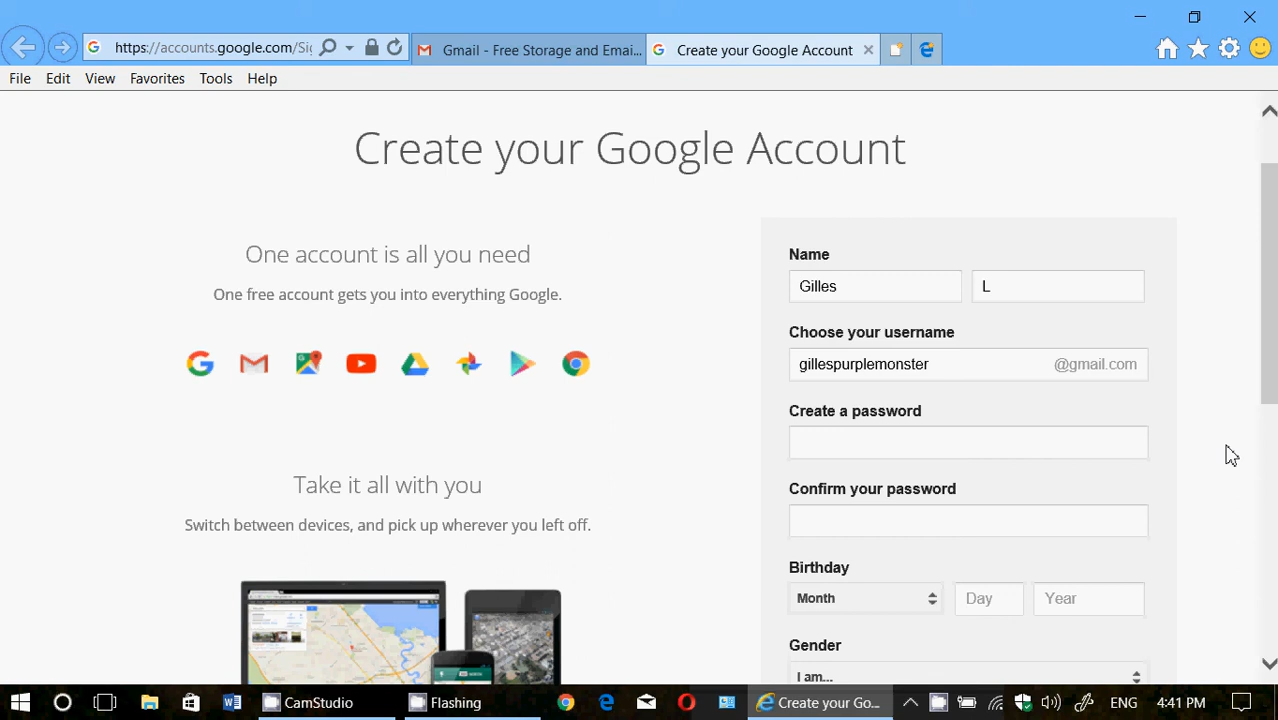 https://accounts.google.com/Si
Gmail - Free Storage and Emai...
Create your Google Account
File Edit View Favorites Tools Help
Create your Google Account
One account is all you need
One free account gets you into everything Google.
Take it all with you
Switch between devices, and pick up wherever you left off.
Name
Gilles L
Choose your username
gillespurplemonster @gmail.com
Create a password
Confirm your password
Birthday
Month Day Year
Gender
I am...
CamStudio
Flashing
Create your Go...
ENG 4:41 PM